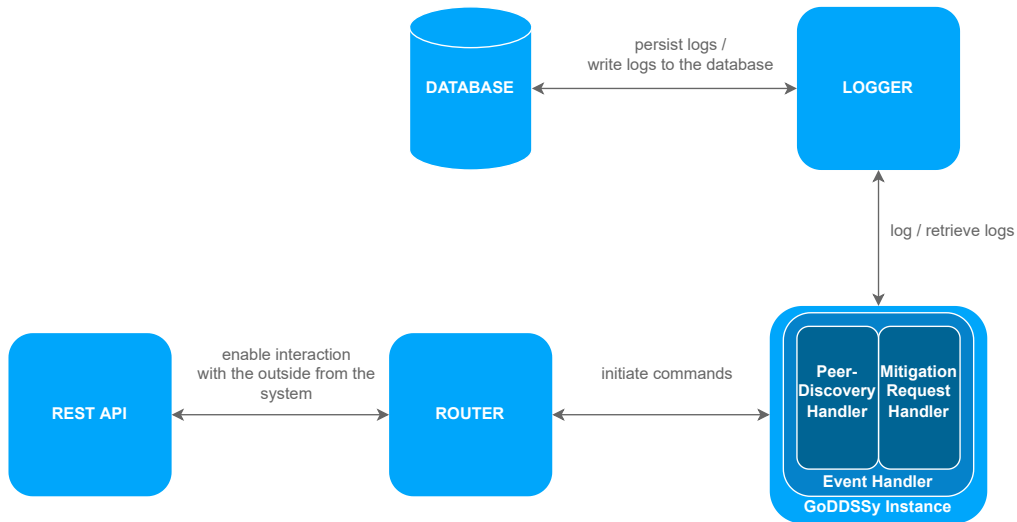 persist logs /
write logs to the database
DATABASE
LOGGER
log / retrieve logs
enable interaction
with the outside from the
system
REST API
ROUTER
initiate commands
Peer-
Discovery
Handler
Mitigation
Request
Handler
Event Handler
GoDDSSy Instance